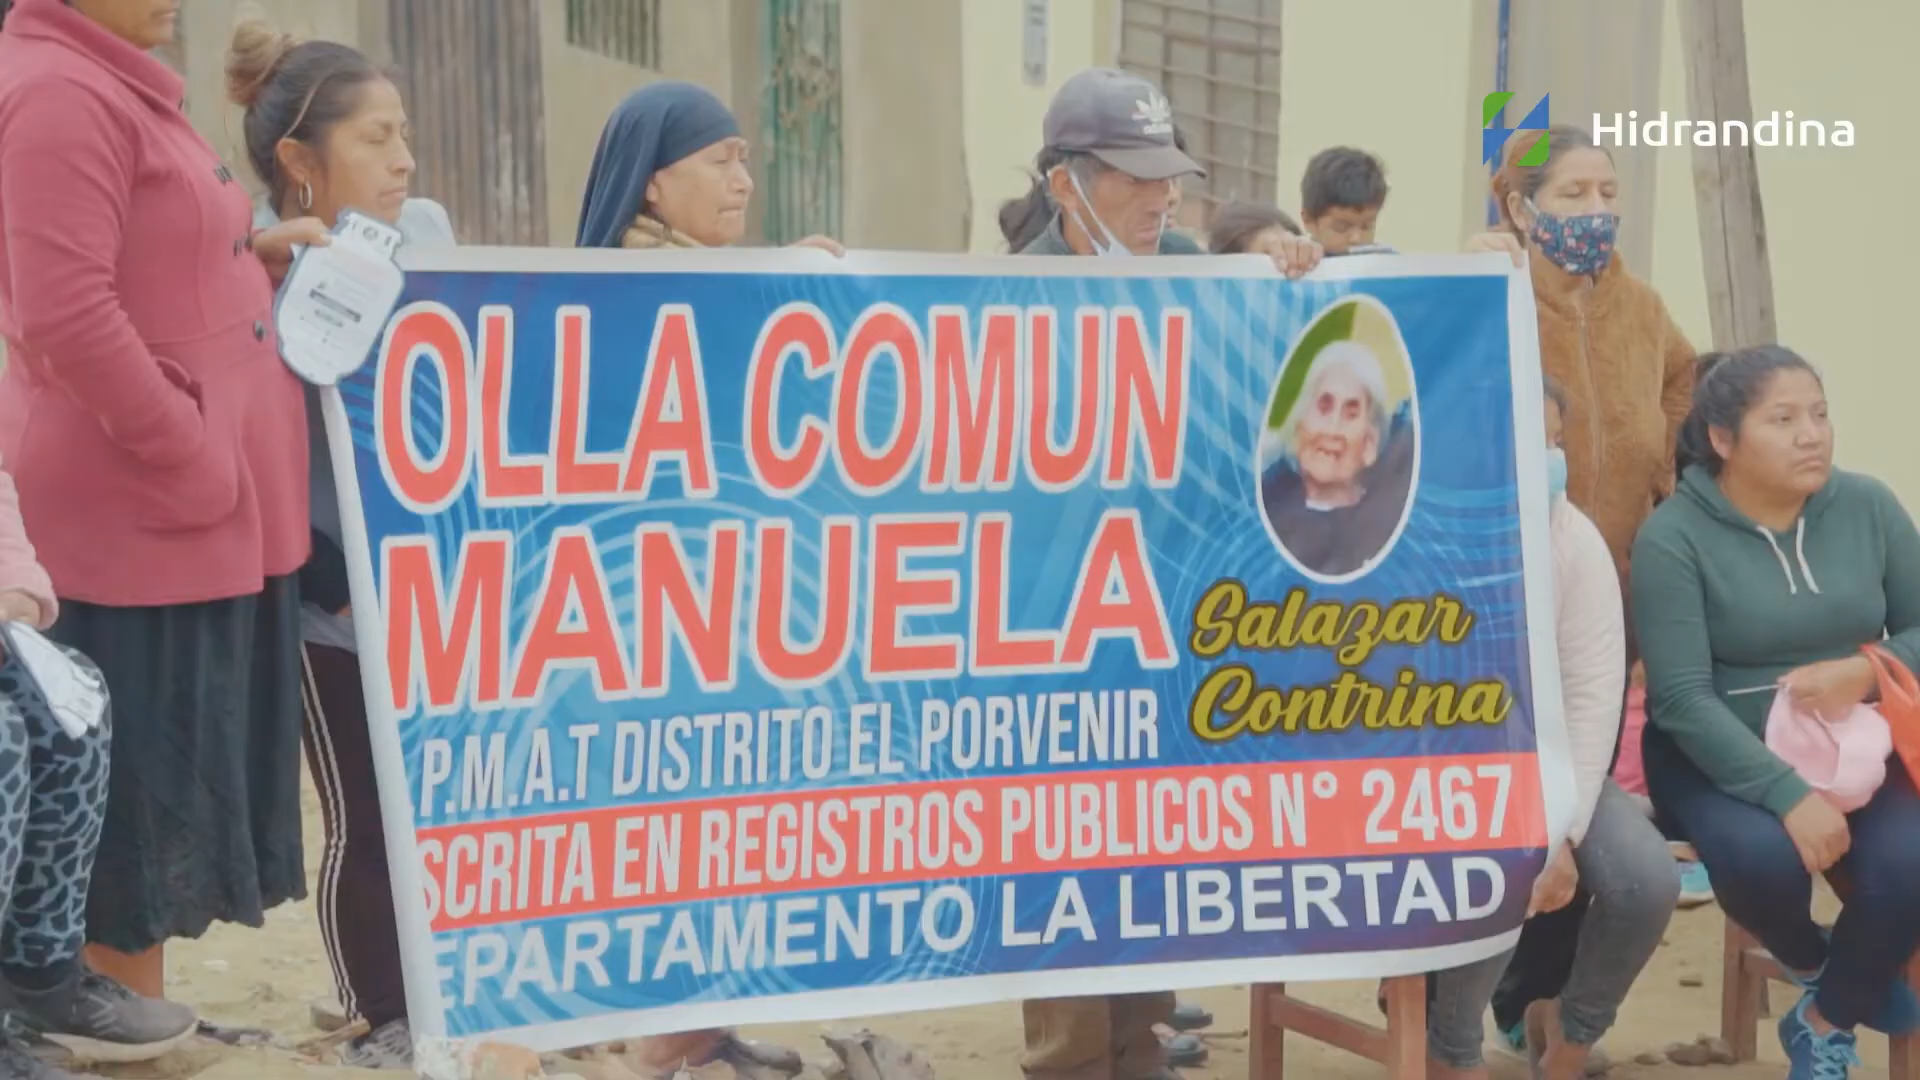 Hidrandina
OLLA COMUN
MANUELA
Salazar
Contrina
P.M.A.T DISTRITO EL PORVENIR
SCRITA EN REGISTROS PUBLICOS N° 2467
EPARTAMENTO LA LIBERTAD